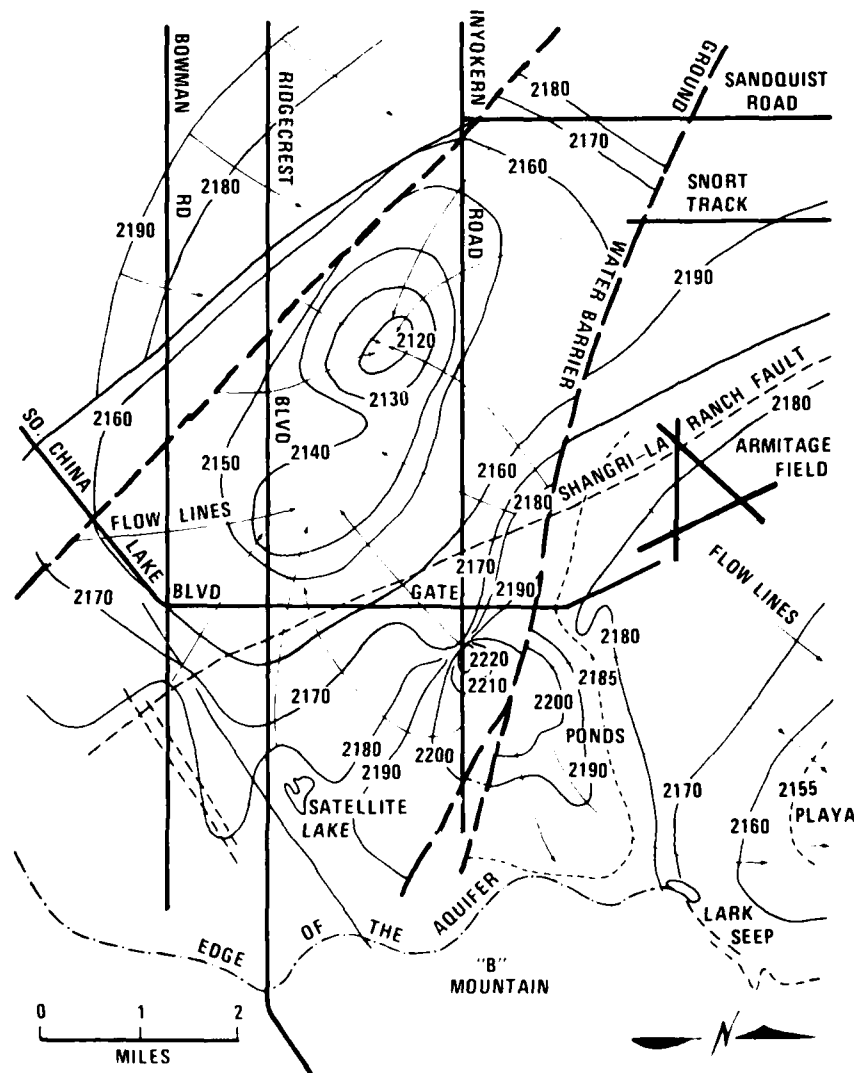 BOWMAN
RD
RIDGECREST
BLVD
INYOKERN
ROAD
GROUND
WATER BARRIER
SANDQUIST
ROAD
SNORT
TRACK
2180
2170
2160
2180
2190
2190
2120
2130
2140
2150
2160
2160
SHANGRI-LA RANCH FAULT
2180
2180
ARMITAGE
FIELD
SO. CHINA
LAKE
BLVD
FLOW LINES
2170
2170
GATE
2190
FLOW LINES
2180
2220
2210
2185
2200
2170
2180
2190
2200
PONDS
2190
2170
2160
2155
PLAYA
SATELLITE
LAKE
EDGE OF THE AQUIFER
LARK
SEEP
"B"
MOUNTAIN
0 1 2
MILES
N